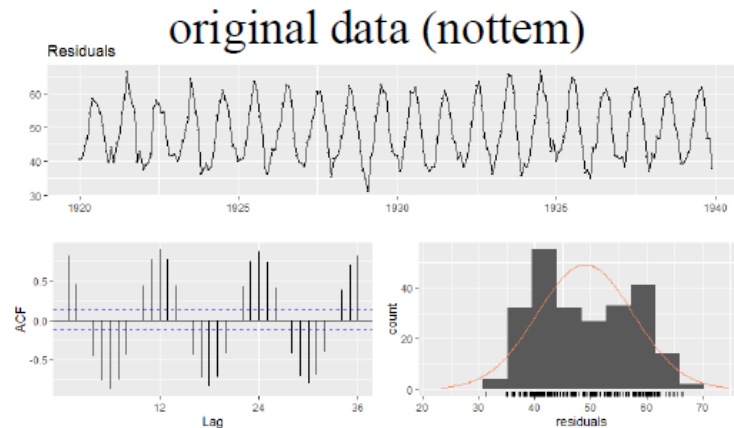 original data (nottem)
Residuals
60
50
40
30
1920 1925 1930 1935 1940
0.5
0.0
-0.5
ACF
12 24 36
Lag
40
20
0
count
20 30 40 50 60 70
residuals